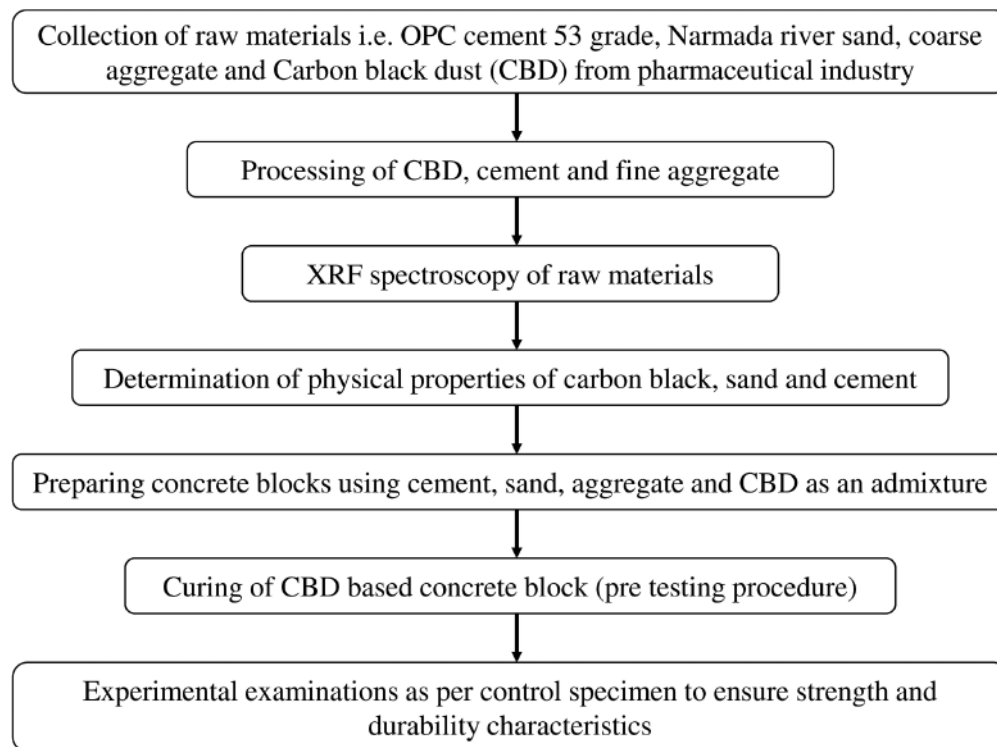 Collection of raw materials i.e. OPC cement 53 grade, Narmada river sand, coarse
aggregate and Carbon black dust (CBD) from pharmaceutical industry
Processing of CBD, cement and fine aggregate
XRF spectroscopy of raw materials
Determination of physical properties of carbon black, sand and cement
Preparing concrete blocks using cement, sand, aggregate and CBD as an admixture
Curing of CBD based concrete block (pre testing procedure)
Experimental examinations as per control specimen to ensure strength and
durability characteristics